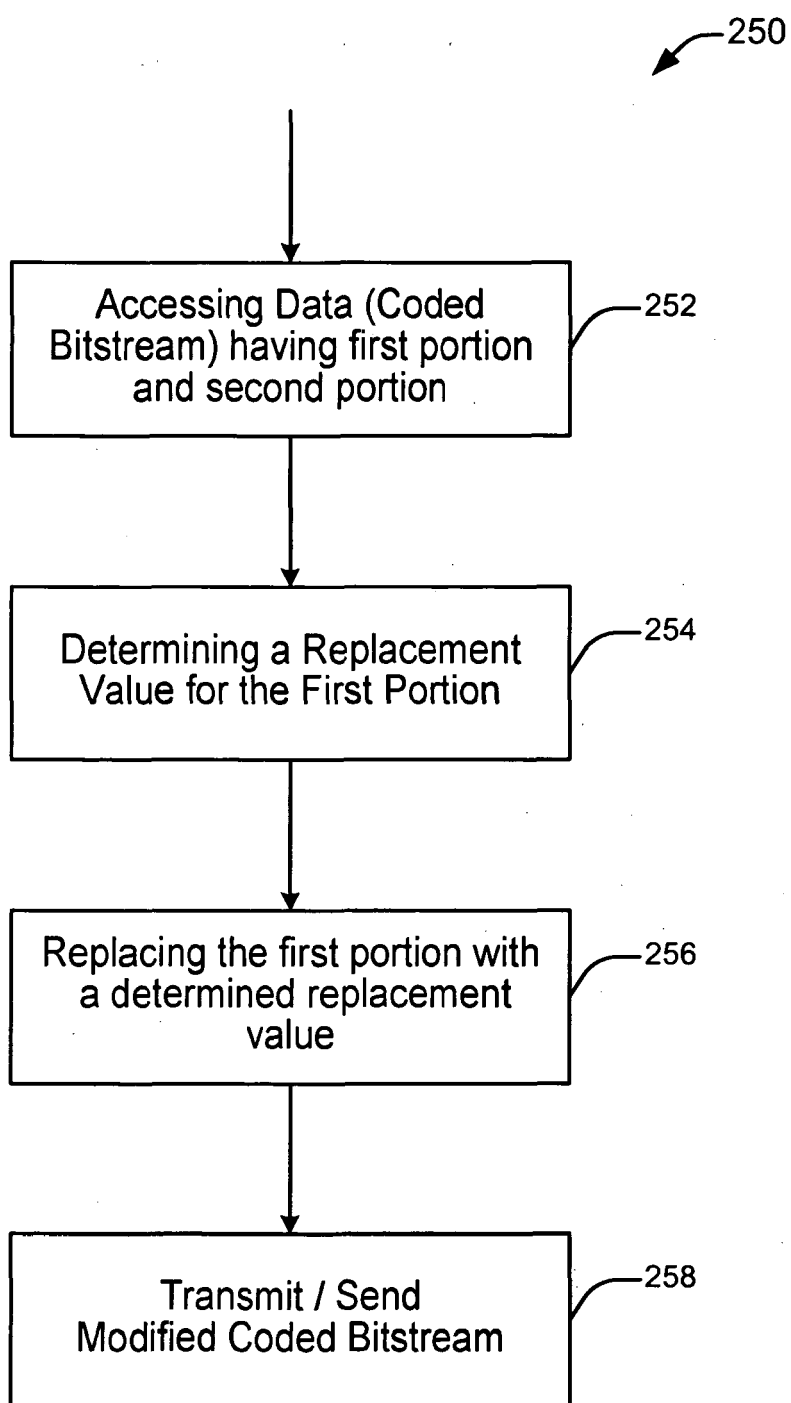 250
Accessing Data (Coded
Bitstream) having first portion
and second portion
252
Determining a Replacement
Value for the First Portion
254
Replacing the first portion with
a determined replacement
value
256
Transmit / Send
Modified Coded Bitstream
258